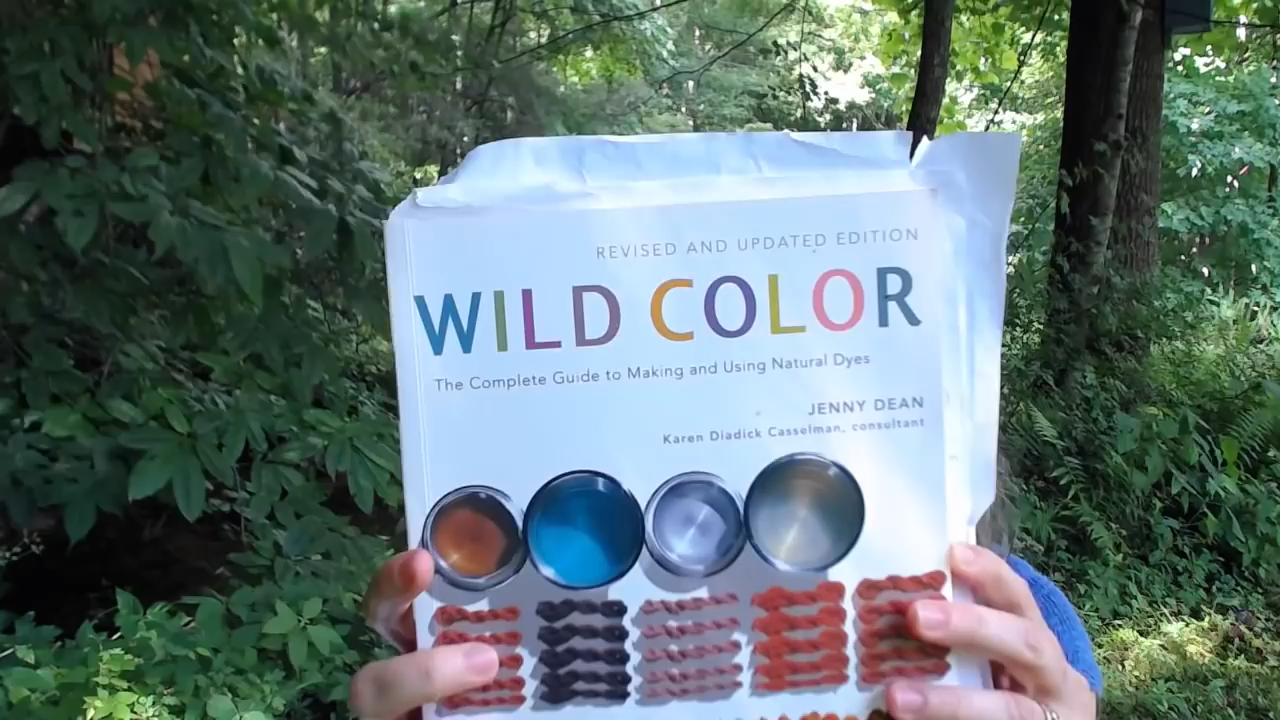 REVISED AND UPDATED EDITION
WILD COLOR
The Complete Guide to Making and Using Natural Dyes
JENNY DEAN
Karen Diadick Casselman, consultant